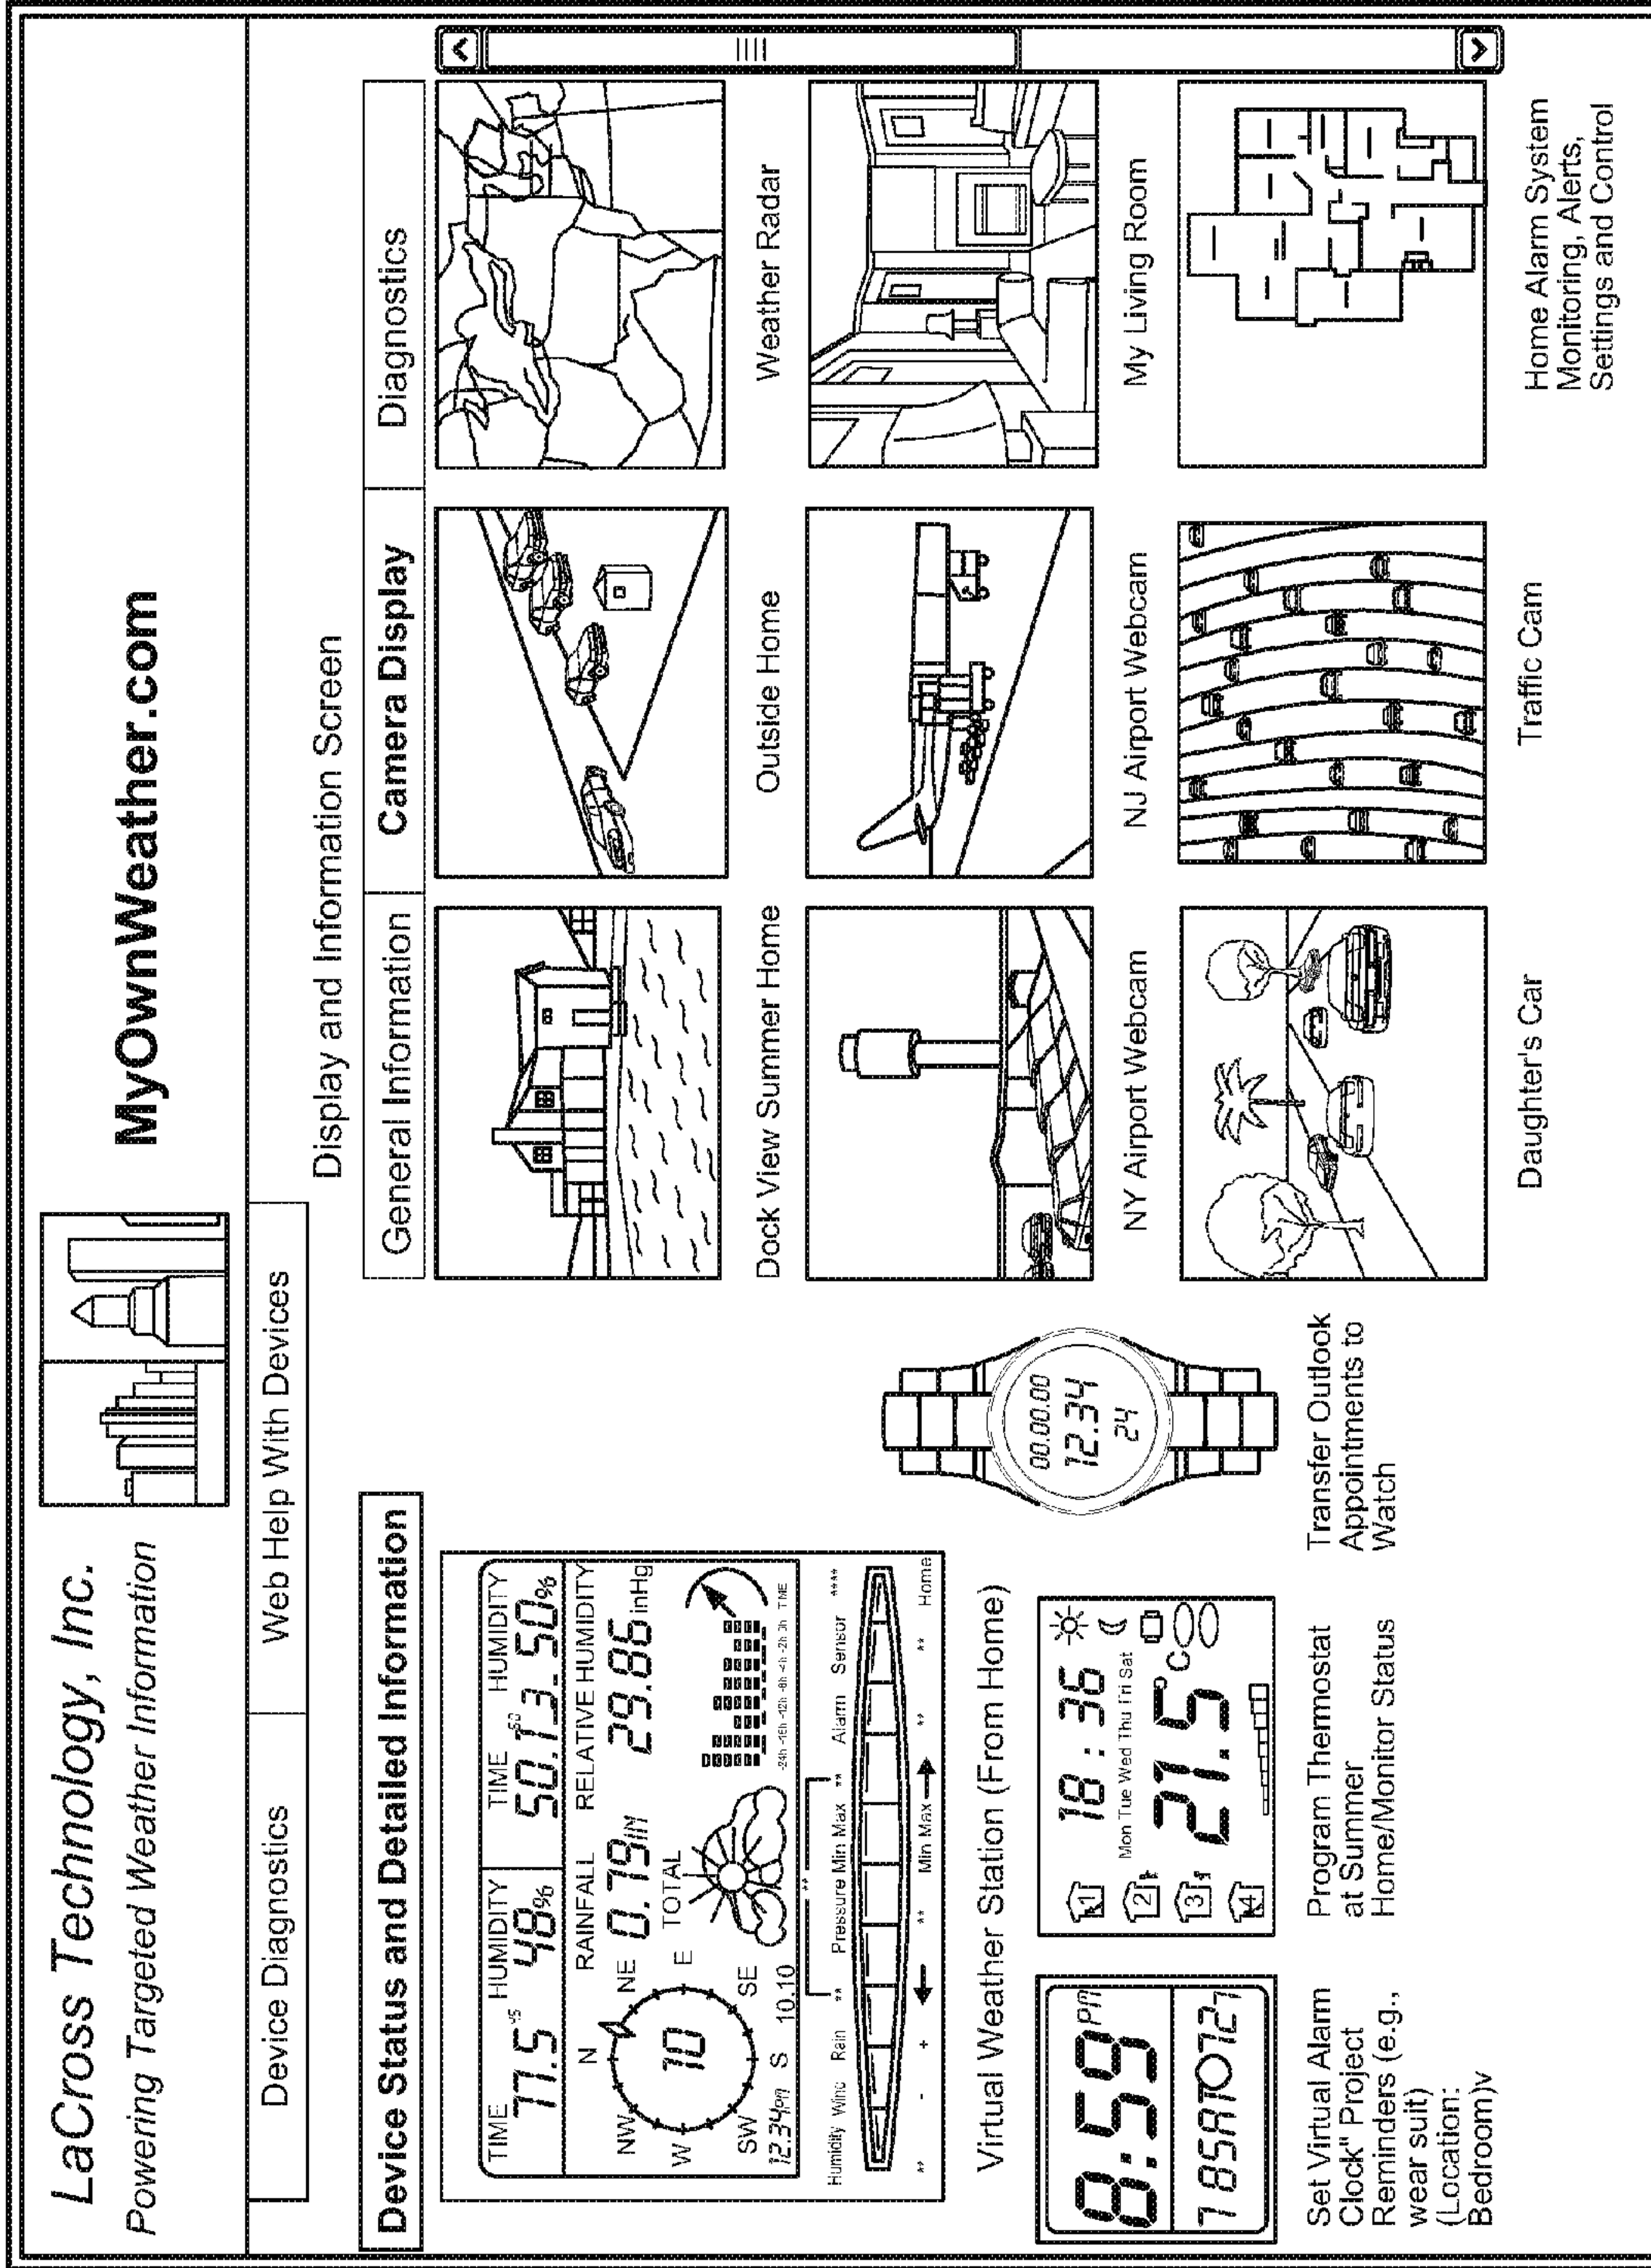 LaCross Technology, Inc.
Powering Targeted Weather Information
MyOwnWeather.com
Device Diagnostics
Web Help With Devices
Display and Information Screen
Device Status and Detailed Information
General Information
Camera Display
Diagnostics
TIME
HUMIDITY
TIME
HUMIDITY
77.5
48%
50.13
50%
RAINFALL
RELATIVE HUMIDITY
0.79IN
29.86 inHg
TOTAL
N
NE
E
SE
S
SW
W
NW
10
12.34pm
10.10
TIME
Humidity Wind Rain ** Pressure Min Max ** Alarm Sensor ****
**
** - + ** Min Max ** ** Home
Virtual Weather Station (From Home)
8:59PM
Set Virtual Alarm
Clock" Project
Reminders (e.g.,
wear suit)
(Location:
Bedroom)v
1
2
3
4
18:36
Mon Tue Wed Thu Fri Sat
21.5°C
Program Thermostat
at Summer
Home/Monitor Status
00.00.00
12.34
24
Transfer Outlook
Appointments to
Watch
Dock View Summer Home
Outside Home
Weather Radar
NY Airport Webcam
NJ Airport Webcam
My Living Room
Daughter's Car
Traffic Cam
Home Alarm System
Monitoring, Alerts,
Settings and Control